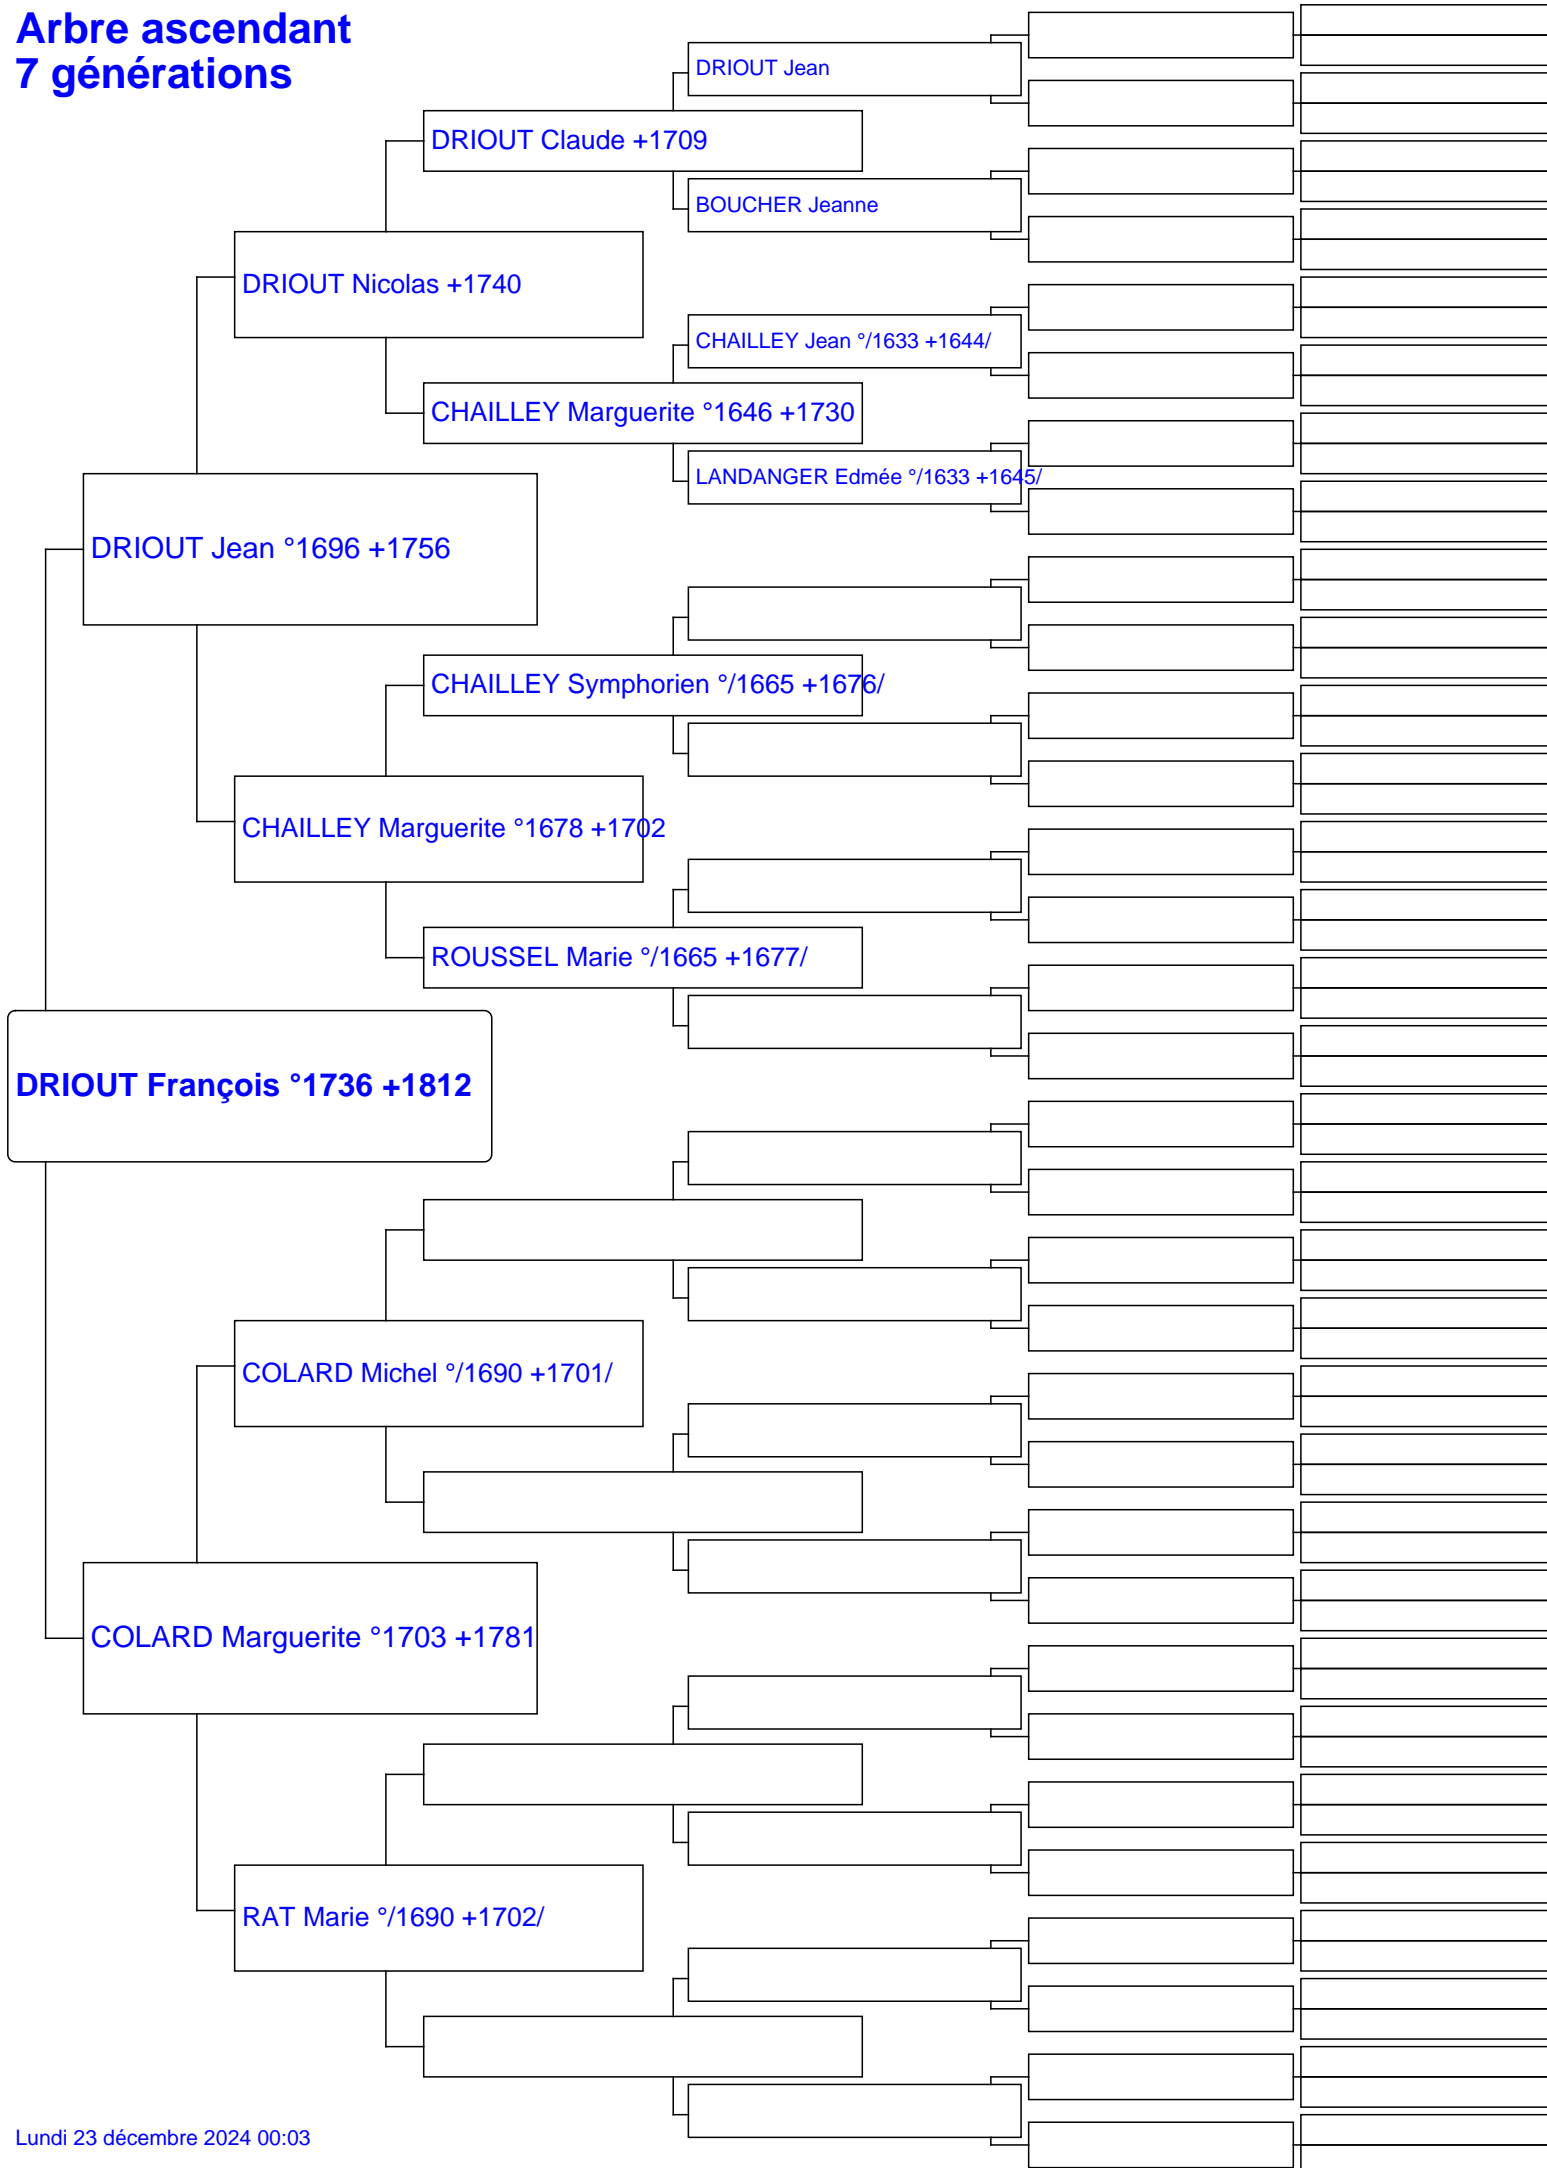 Arbre ascendant
7 générations
DRIOUT Jean
DRIOUT Claude +1709
BOUCHER Jeanne
DRIOUT Nicolas +1740
CHAILLEY Jean °/1633 +1644/
CHAILLEY Marguerite °1646 +1730
LANDANGER Edmée °/1633 +1645/
DRIOUT Jean °1696 +1756
CHAILLEY Symphorien °/1665 +1676/
CHAILLEY Marguerite °1678 +1702
ROUSSEL Marie °/1665 +1677/
DRIOUT François °1736 +1812
COLARD Michel °/1690 +1701/
COLARD Marguerite °1703 +1781
RAT Marie °/1690 +1702/
Lundi 23 décembre 2024 00:03